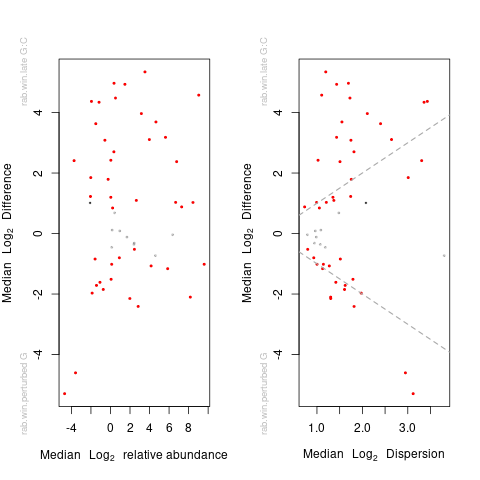 rab.win.late G:C
rab.win.perturbed G
Median Log2 Difference
4
2
0
-2
-4
-4
0
2
4
6
8
Median Log2 relative abundance
rab.win.late G:C
rab.win.perturbed G
Median Log2 Difference
4
2
0
-2
-4
1.0
2.0
3.0
Median Log2 Dispersion